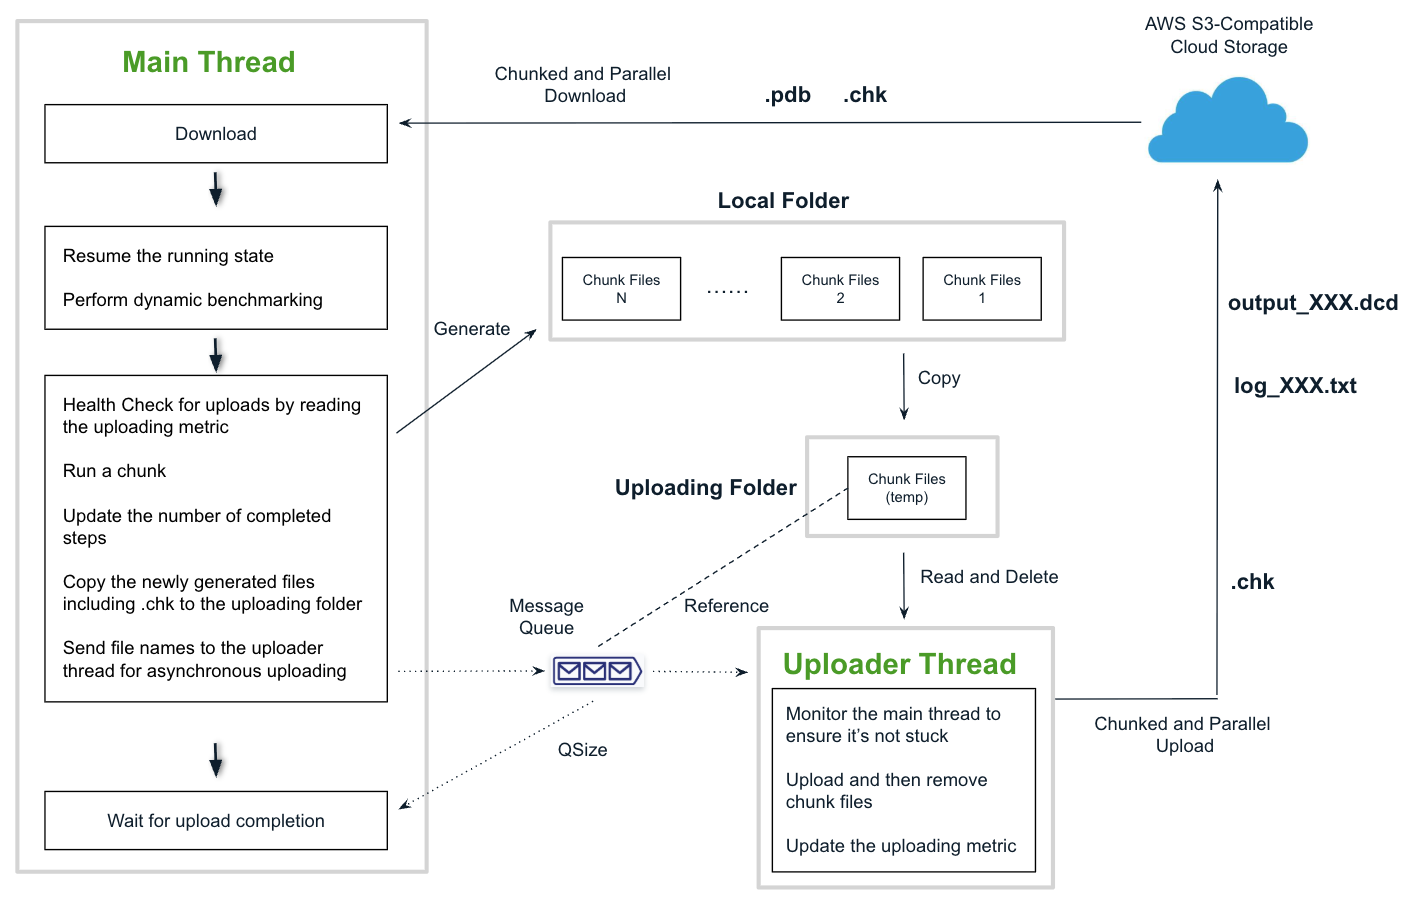 AWS S3-Compatible
Cloud Storage
Main Thread
Chunked and Parallel
Download
.pdb .chk
Download
Local Folder
Resume the running state
Perform dynamic benchmarking
Chunk Files
N
......
Chunk Files
2
Chunk Files
1
Generate
output_XXX.dcd
Copy
log_XXX.txt
Health Check for uploads by reading
the uploading metric
Run a chunk
Update the number of completed
steps
Copy the newly generated files
including .chk to the uploading folder
Send file names to the uploader
thread for asynchronous uploading
Uploading Folder
Chunk Files
(temp)
Read and Delete
.chk
Message
Queue
Reference
QSize
Uploader Thread
Monitor the main thread to
ensure it’s not stuck
Upload and then remove
chunk files
Update the uploading metric
Chunked and Parallel
Upload
Wait for upload completion